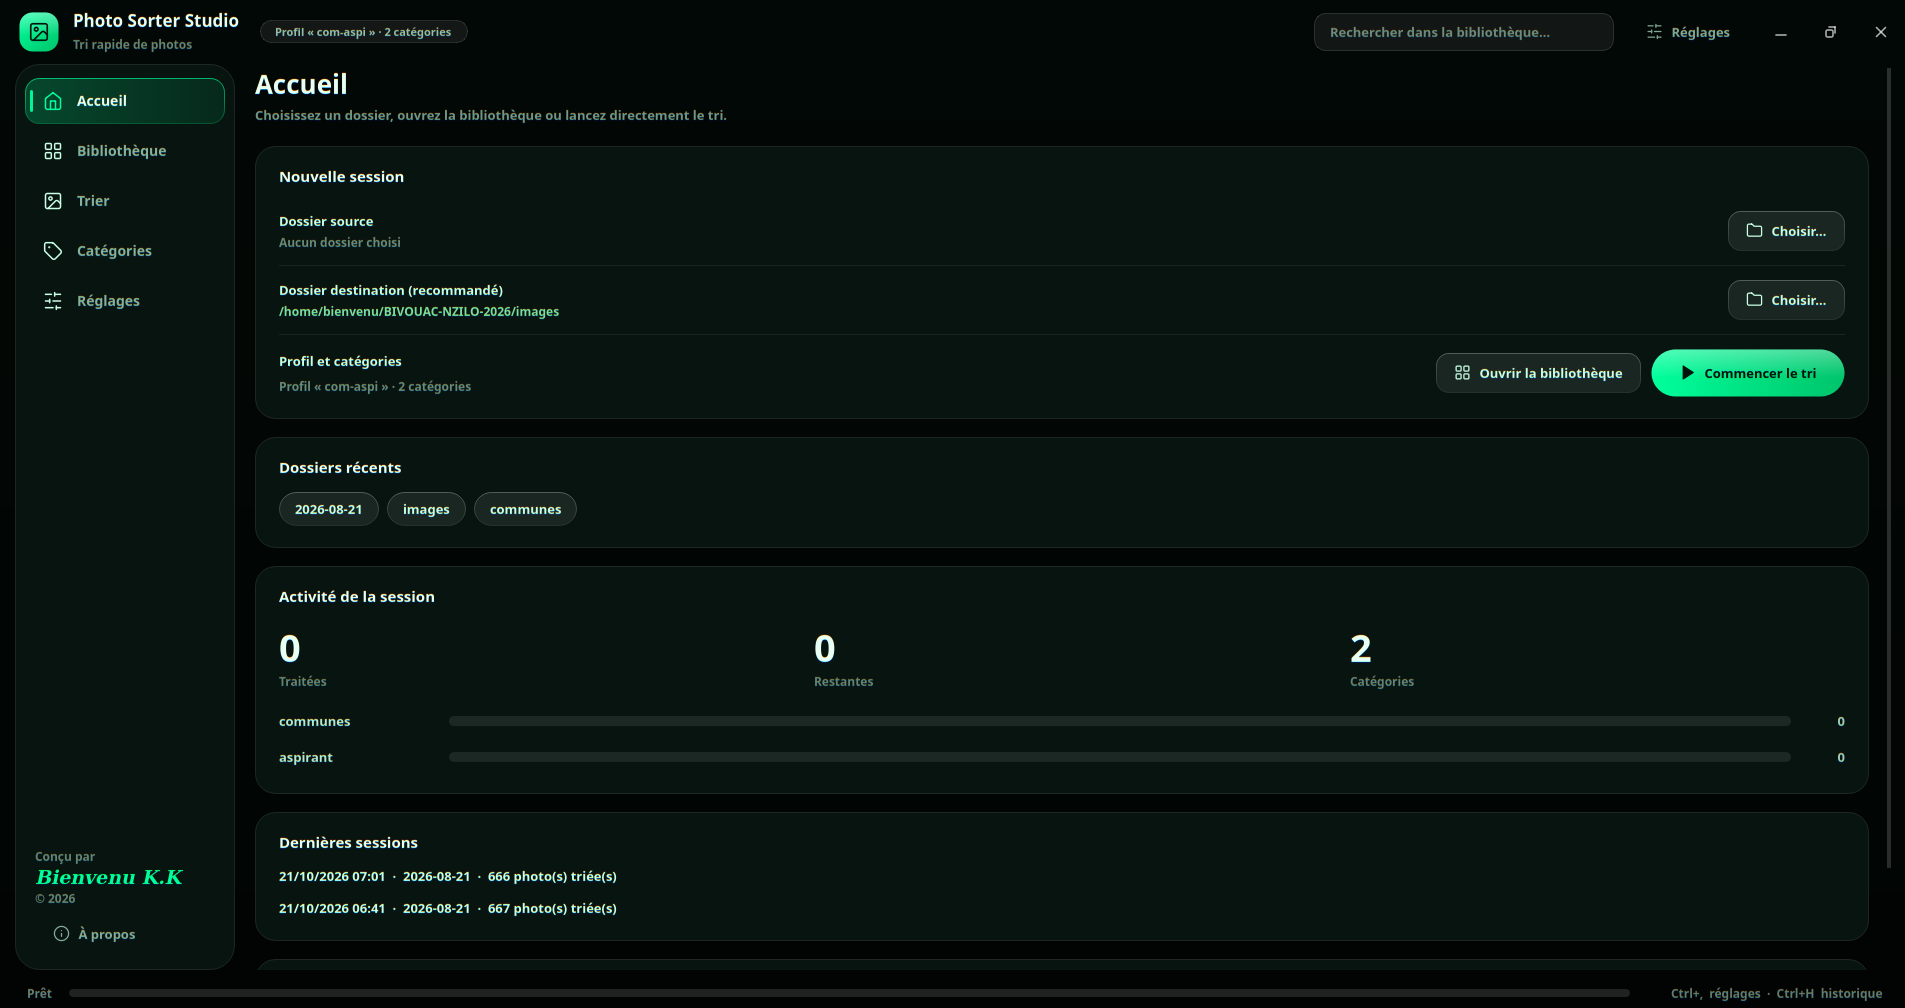 Photo Sorter Studio
Tri rapide de photos
Profil « com-aspi » · 2 catégories
Rechercher dans la bibliothèque...
Réglages
Accueil
Bibliothèque
Trier
Catégories
Réglages
Conçu par
Bienvenu K.K
© 2026
À propos
Accueil
Choisissez un dossier, ouvrez la bibliothèque ou lancez directement le tri.
Nouvelle session
Dossier source
Aucun dossier choisi
Choisir...
Dossier destination (recommandé)
/home/bienvenu/BIVOUAC-NZILO-2026/images
Choisir...
Profil et catégories
Profil « com-aspi » · 2 catégories
Ouvrir la bibliothèque
Commencer le tri
Dossiers récents
2026-08-21 images communes
Activité de la session
0 0 2
Traitées Restantes Catégories
communes 0
aspirant 0
Dernières sessions
21/10/2026 07:01 · 2026-08-21 · 666 photo(s) triée(s)
21/10/2026 06:41 · 2026-08-21 · 667 photo(s) triée(s)
Prêt
Ctrl+, réglages · Ctrl+H historique